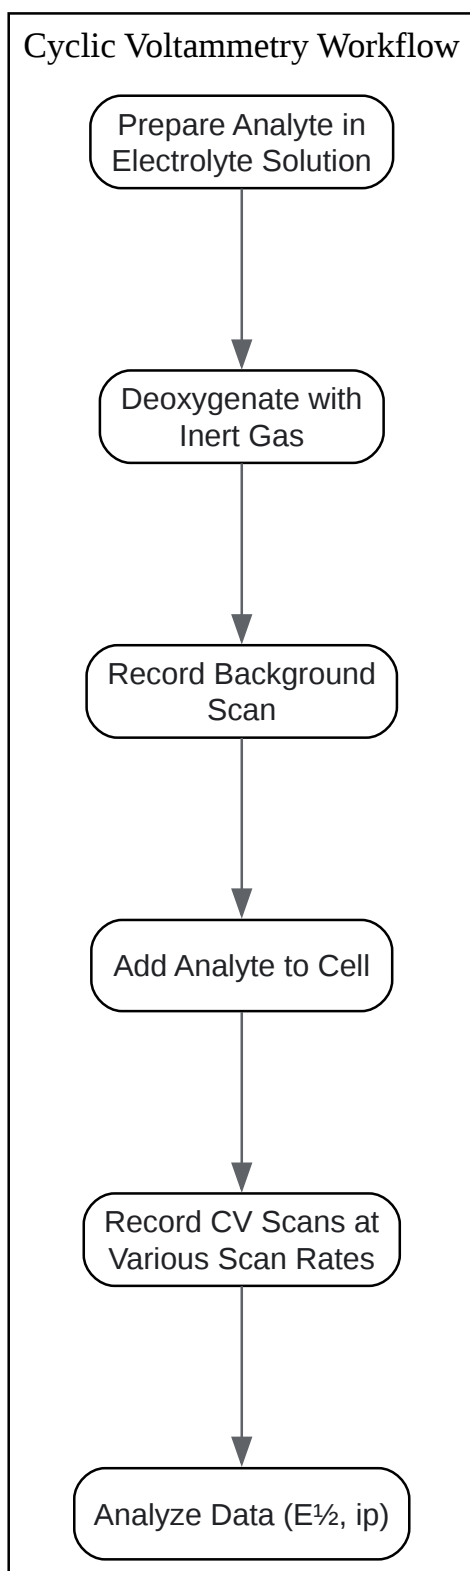 Cyclic Voltammetry Workflow
Prepare Analyte in
Electrolyte Solution
Deoxygenate with
Inert Gas
Record Background
Scan
Add Analyte to Cell
Record CV Scans at
Various Scan Rates
Analyze Data (E½, ip)